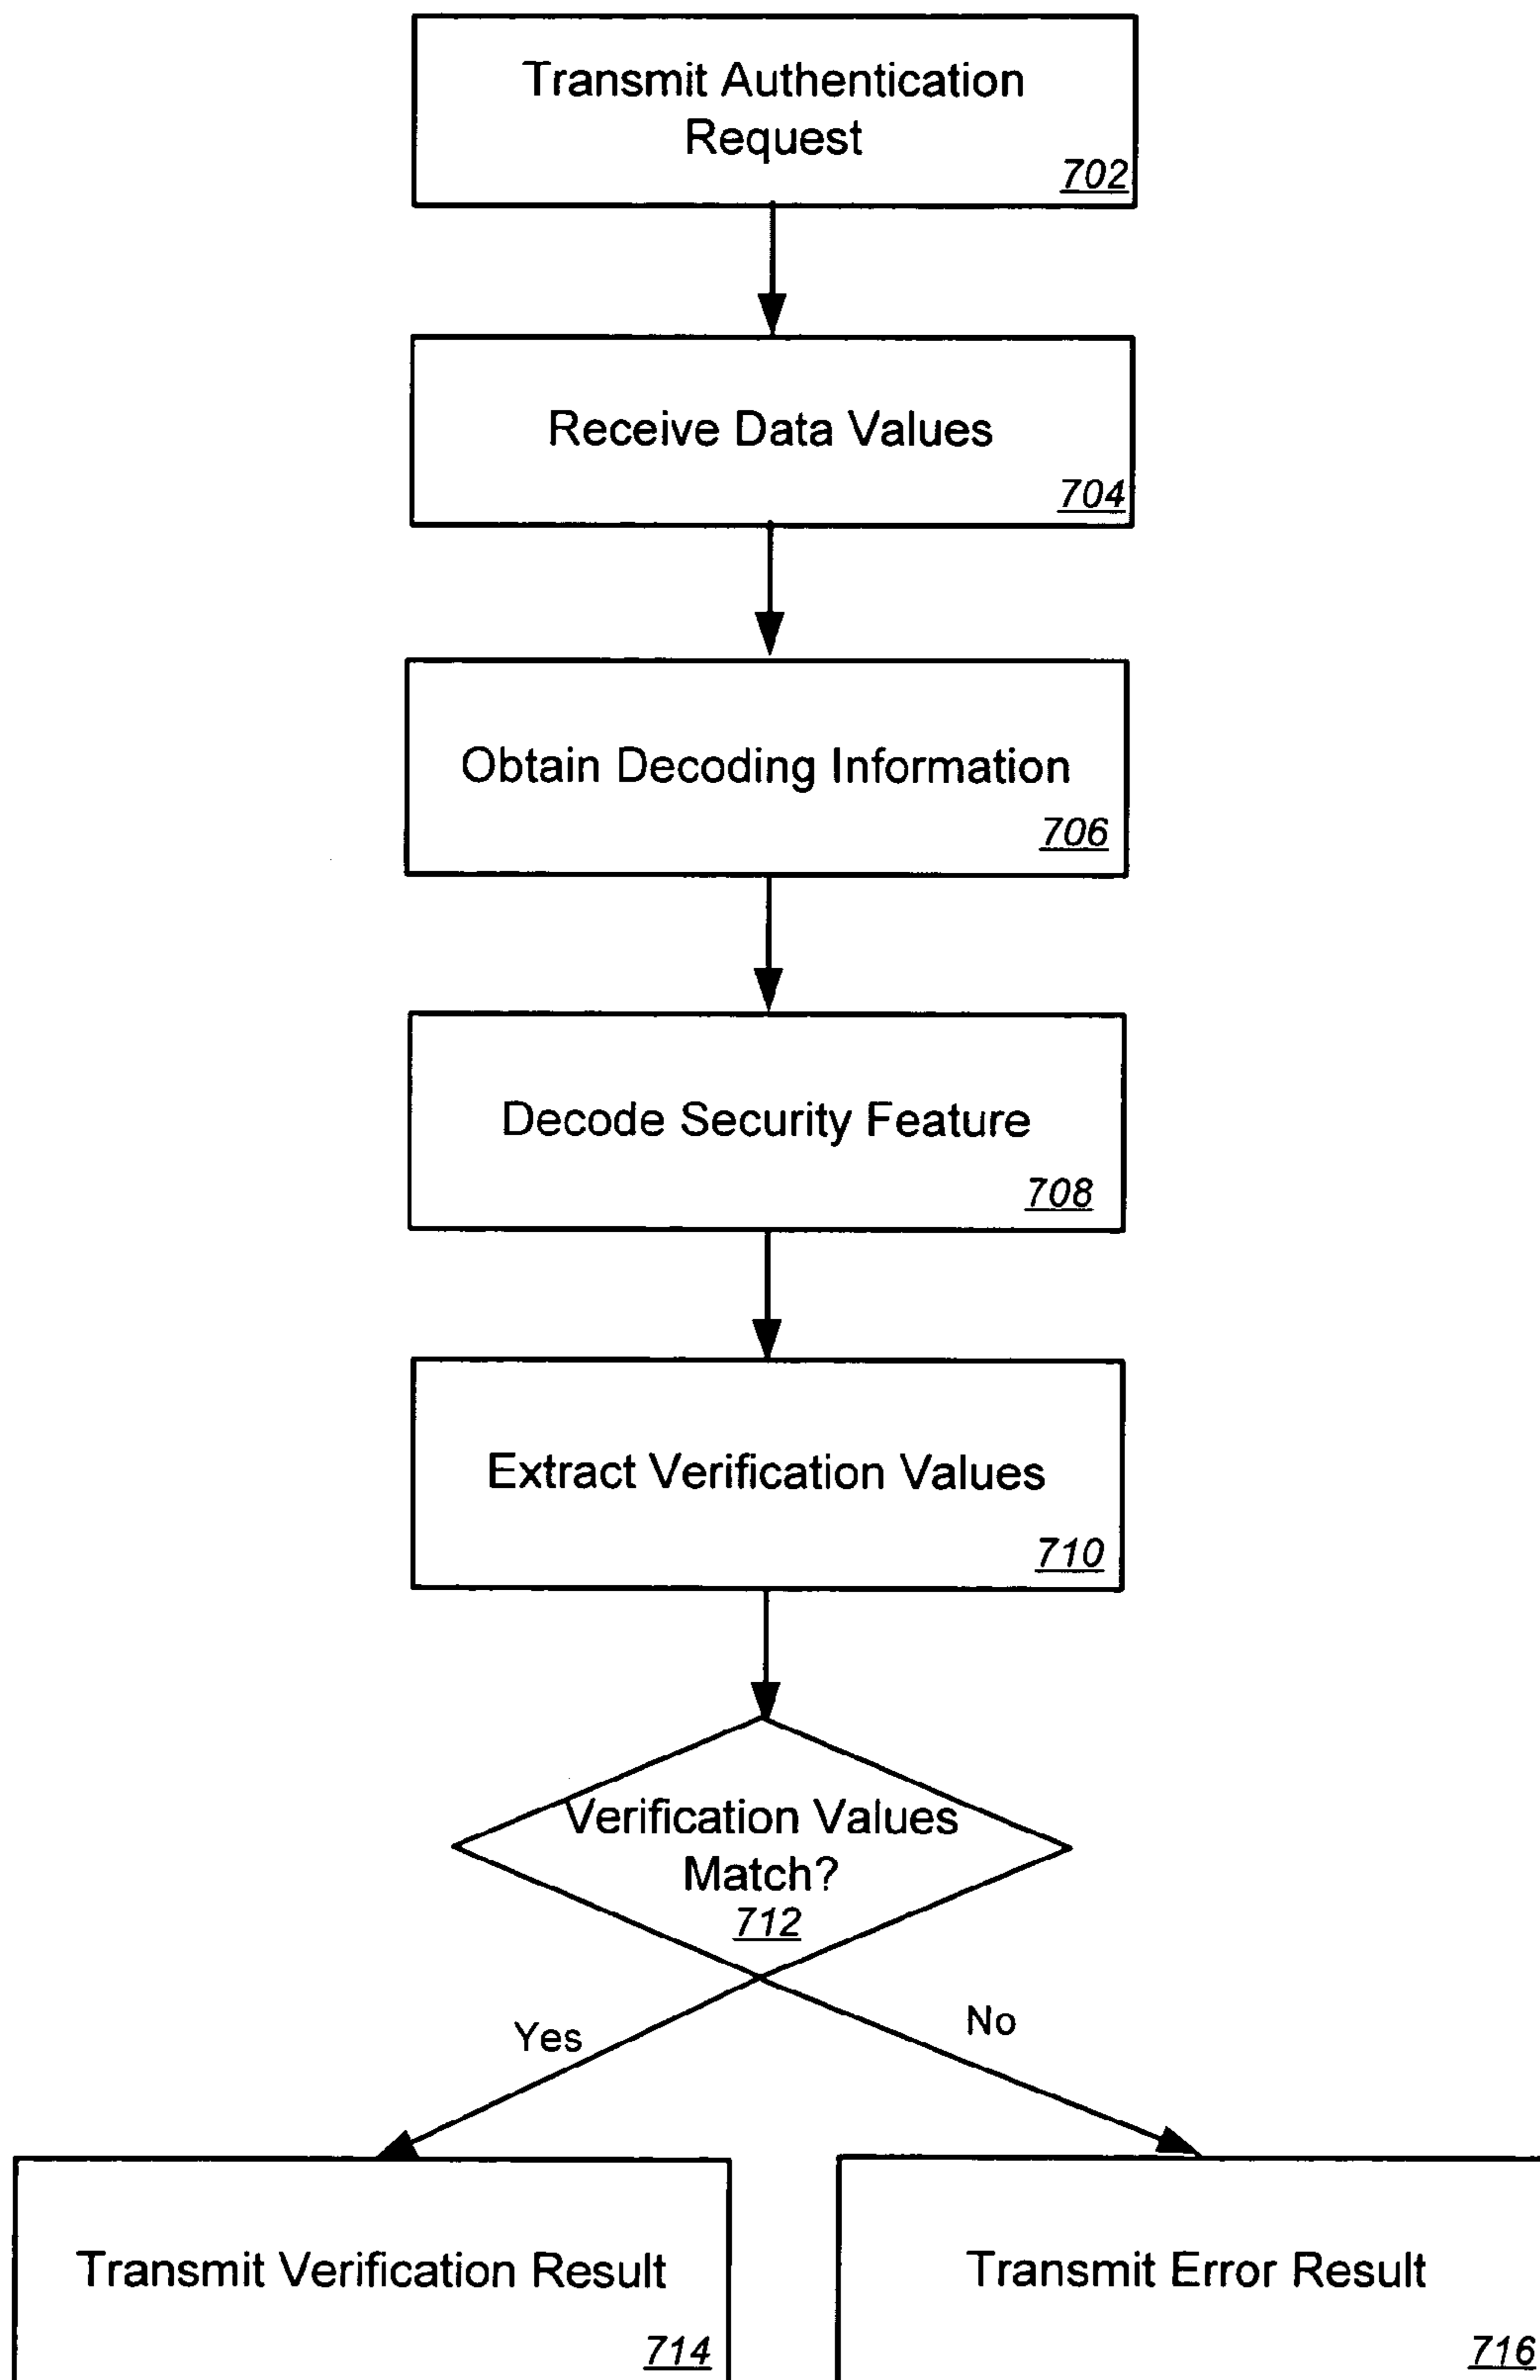 Transmit Authentication
Request
702
Receive Data Values
704
Obtain Decoding Information
706
Decode Security Feature
708
Extract Verification Values
710
Verification Values
Match?
712
Yes
No
Transmit Verification Result
714
Transmit Error Result
716